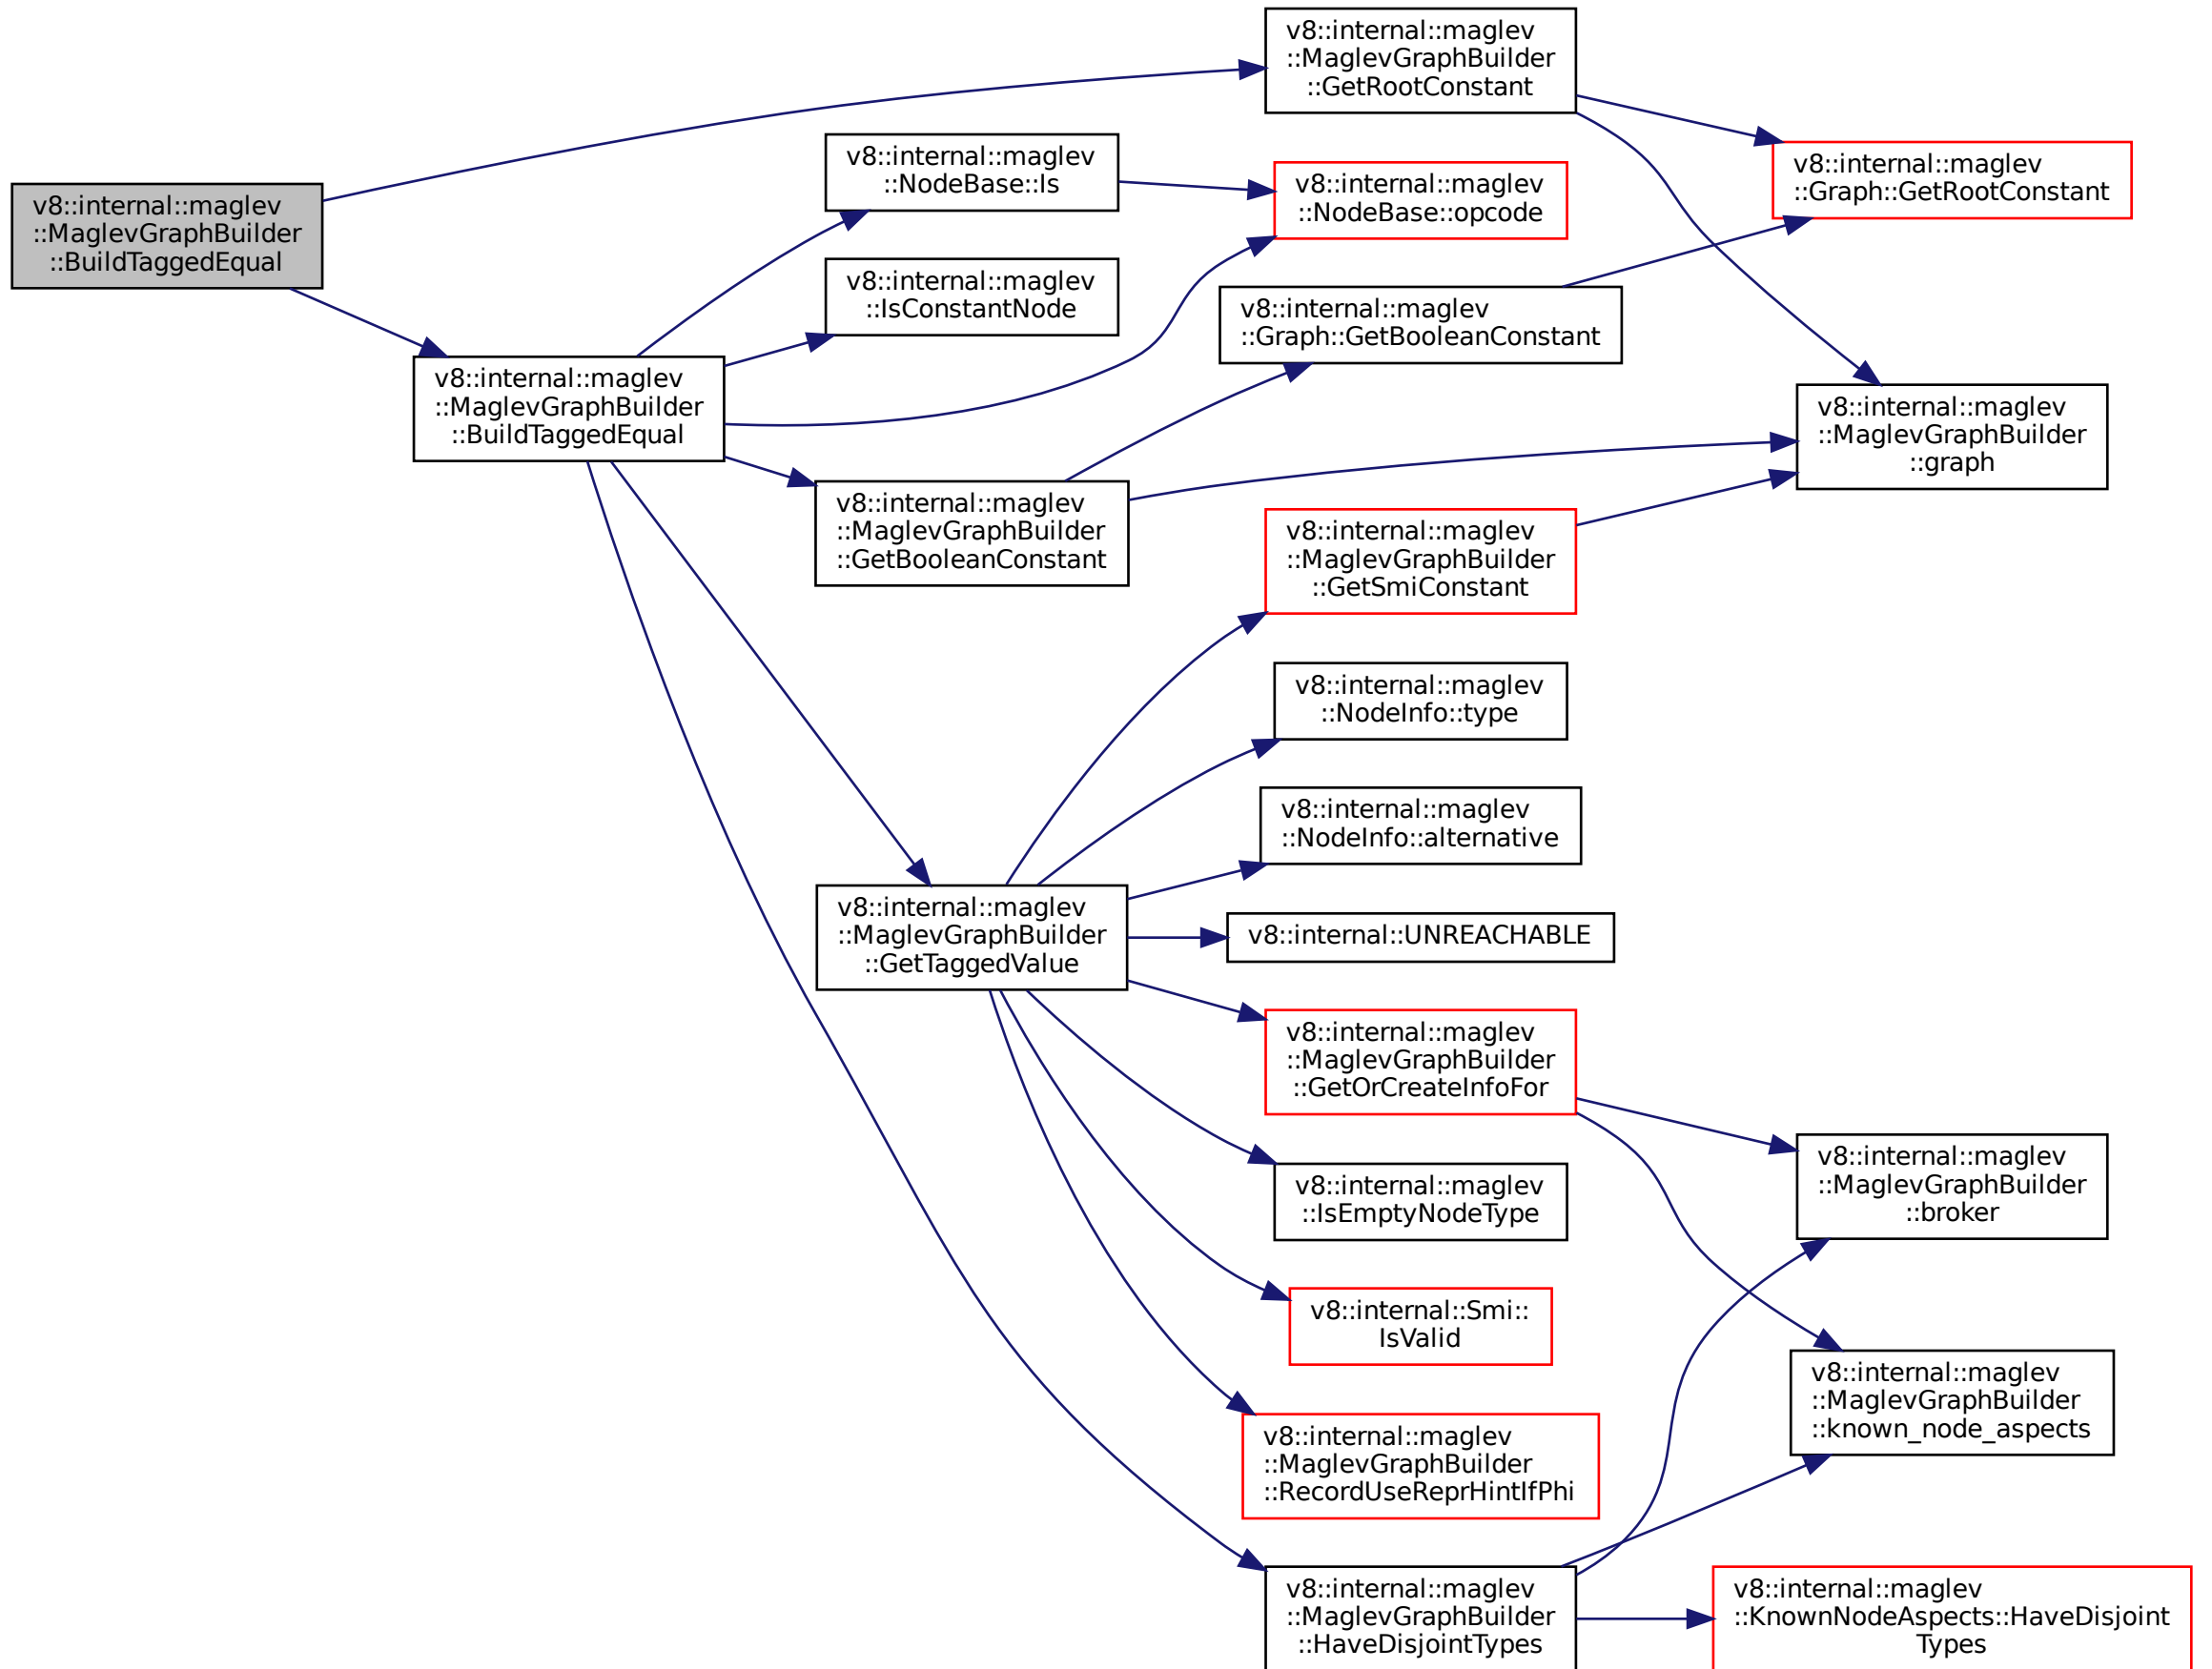 v8::internal::maglev
::MaglevGraphBuilder
::BuildTaggedEqual
v8::internal::maglev
::MaglevGraphBuilder
::BuildTaggedEqual
v8::internal::maglev
::NodeBase::Is
v8::internal::maglev
::IsConstantNode
v8::internal::maglev
::MaglevGraphBuilder
::GetBooleanConstant
v8::internal::maglev
::MaglevGraphBuilder
::GetTaggedValue
v8::internal::maglev
::MaglevGraphBuilder
::GetRootConstant
v8::internal::maglev
::NodeBase::opcode
v8::internal::maglev
::Graph::GetBooleanConstant
v8::internal::maglev
::MaglevGraphBuilder
::GetSmiConstant
v8::internal::maglev
::NodeInfo::type
v8::internal::maglev
::NodeInfo::alternative
v8::internal::UNREACHABLE
v8::internal::maglev
::MaglevGraphBuilder
::GetOrCreateInfoFor
v8::internal::maglev
::IsEmptyNodeType
v8::internal::Smi::
IsValid
v8::internal::maglev
::MaglevGraphBuilder
::RecordUseReprHintIfPhi
v8::internal::maglev
::MaglevGraphBuilder
::HaveDisjointTypes
v8::internal::maglev
::Graph::GetRootConstant
v8::internal::maglev
::MaglevGraphBuilder
::graph
v8::internal::maglev
::MaglevGraphBuilder
::broker
v8::internal::maglev
::MaglevGraphBuilder
::known_node_aspects
v8::internal::maglev
::KnownNodeAspects::HaveDisjoint
Types